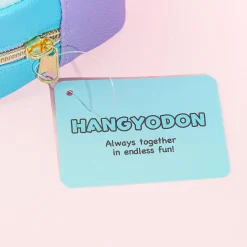 HANGYODON
Always together
in endless fun!